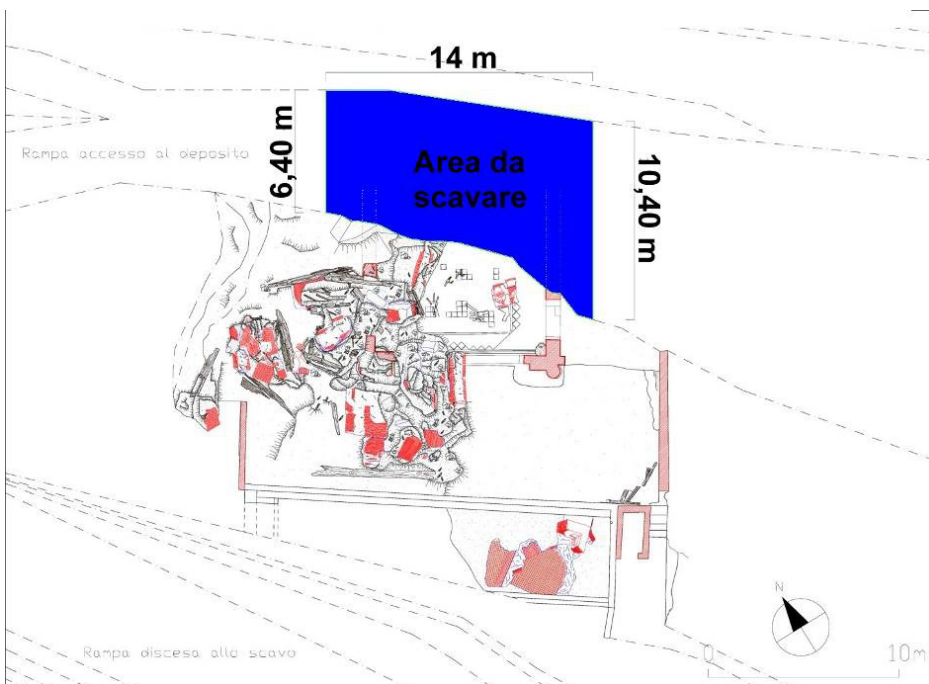 14 m
6,40 m
Area da
scavare
10,40 m
Rampa accesso al deposito
Rampa discesa allo scavo
N
0 10m